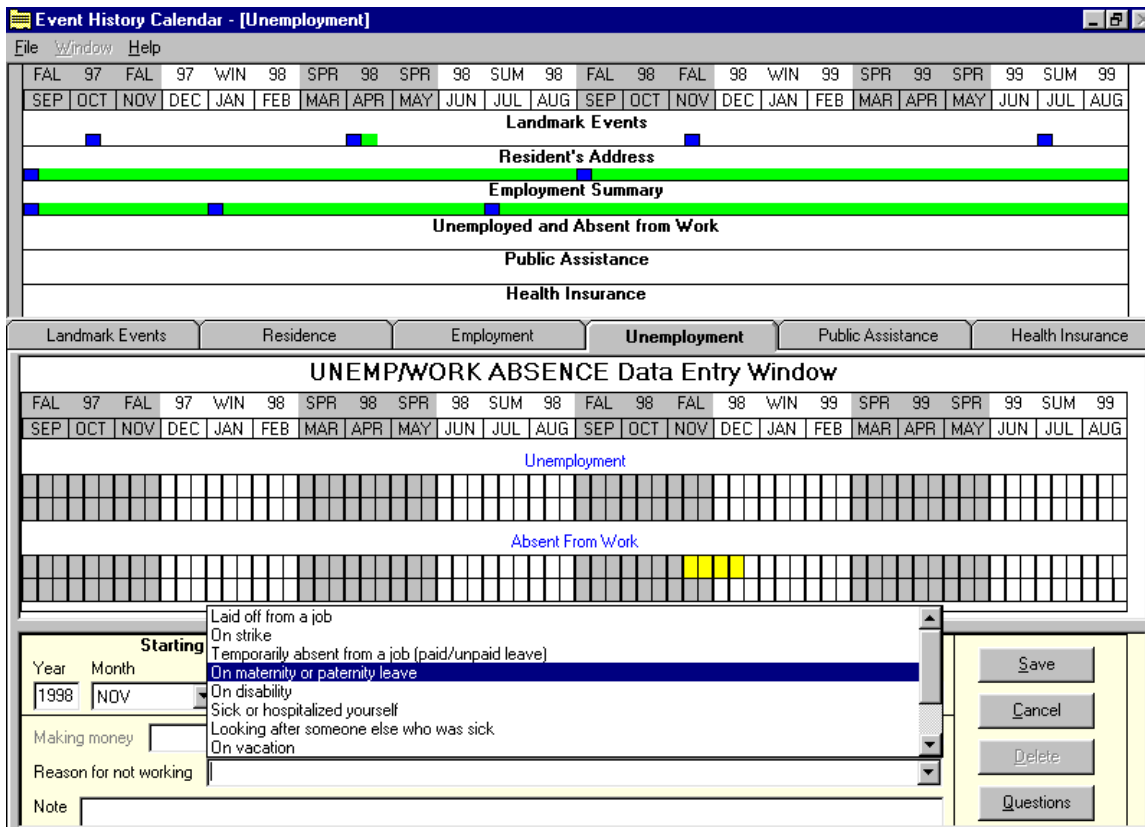 Event History Calendar - [Unemployment]
File Window Help
FAL 97 FAL 97 WIN 98 SPR 98 SPR 98 SUM 98 FAL 98 FAL 98 WIN 99 SPR 99 SPR 99 SUM 99
SEP OCT NOV DEC JAN FEB MAR APR MAY JUN JUL AUG SEP OCT NOV DEC JAN FEB MAR APR MAY JUN JUL AUG
Landmark Events
Resident's Address
Employment Summary
Unemployed and Absent from Work
Public Assistance
Health Insurance
Landmark Events Residence Employment Unemployment Public Assistance Health Insurance
UNEMP/WORK ABSENCE Data Entry Window
FAL 97 FAL 97 WIN 98 SPR 98 SPR 98 SUM 98 FAL 98 FAL 98 WIN 99 SPR 99 SPR 99 SUM 99
SEP OCT NOV DEC JAN FEB MAR APR MAY JUN JUL AUG SEP OCT NOV DEC JAN FEB MAR APR MAY JUN JUL AUG
Unemployment
Absent From Work
Laid off from a job
On strike
Temporarily absent from a job (paid/unpaid leave)
On maternity or paternity leave
On disability
Sick or hospitalized yourself
Looking after someone else who was sick
On vacation
Starting
Year Month
1998 NOV
Making money
Reason for not working
Note
Save
Cancel
Delete
Questions